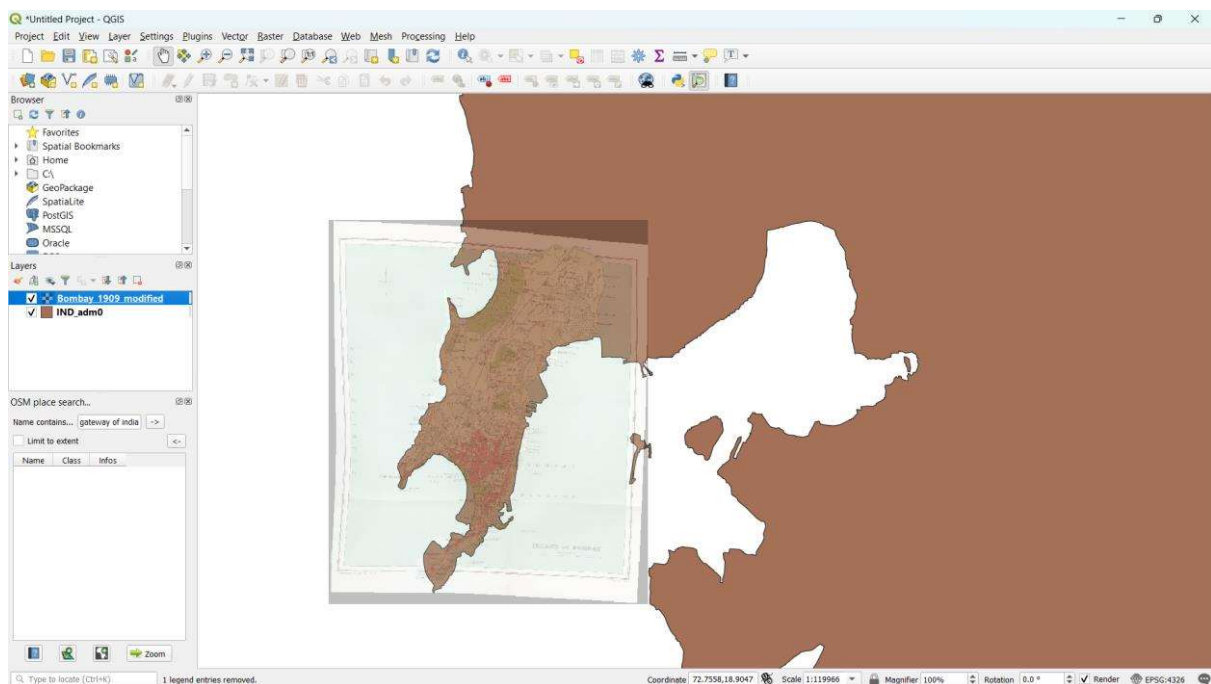 *Untitled Project - QGIS
Project Edit View Layer Settings Plugins Vector Raster Database Web Mesh Processing Help
Browser
Favorites
Spatial Bookmarks
Home
C:\
GeoPackage
SpatiaLite
PostGIS
MSSQL
Oracle
Layers
Bombay_1909_modified
IND_adm0
OSM place search...
Name contains... gateway of india ->
Limit to extent <-
Name Class Infos
ISLAND OF BOMBAY
Zoom
Type to locate (Ctrl+K) 1 legend entries removed. Coordinate 72.7558,18.9047 Scale 1:119966 Magnifier 100% Rotation 0.0 ° Render EPSG:4326